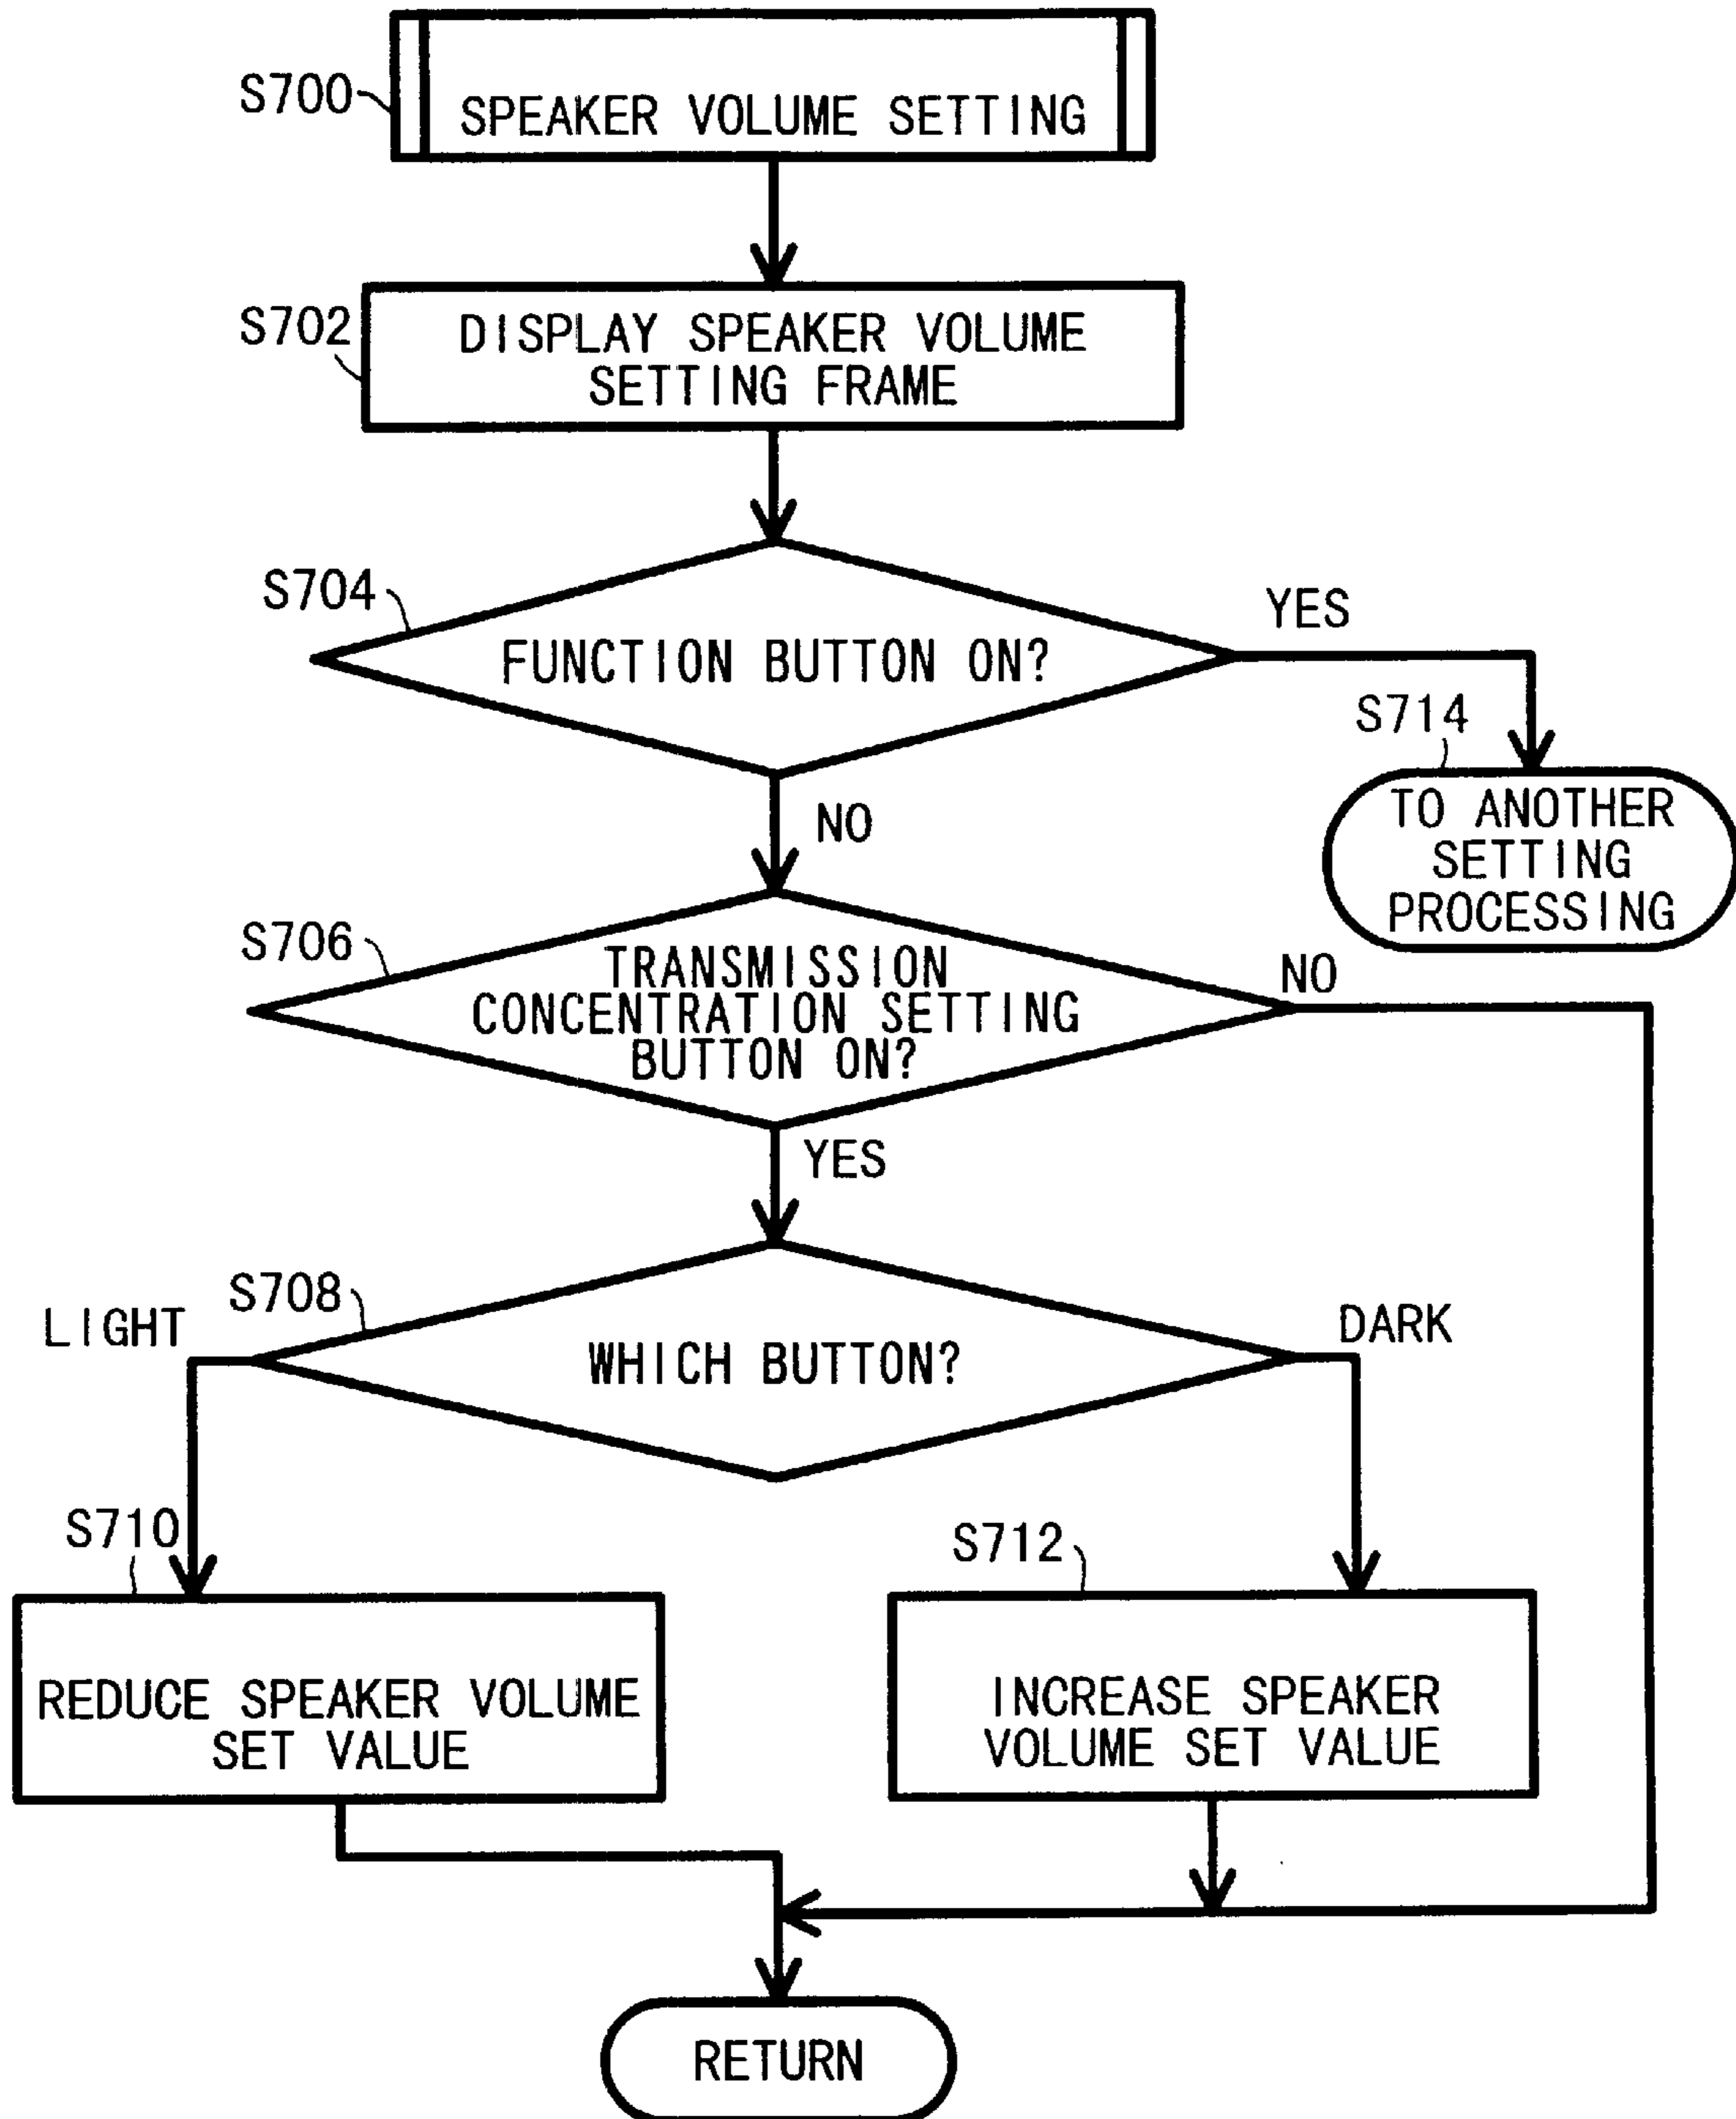 S700
SPEAKER VOLUME SETTING
S702
DISPLAY SPEAKER VOLUME
SETTING FRAME
S704
FUNCTION BUTTON ON?
YES
S714
TO ANOTHER
SETTING
PROCESSING
NO
S706
TRANSMISSION
CONCENTRATION SETTING
BUTTON ON?
NO
YES
S708
LIGHT
WHICH BUTTON?
DARK
S710
REDUCE SPEAKER VOLUME
SET VALUE
S712
INCREASE SPEAKER
VOLUME SET VALUE
RETURN